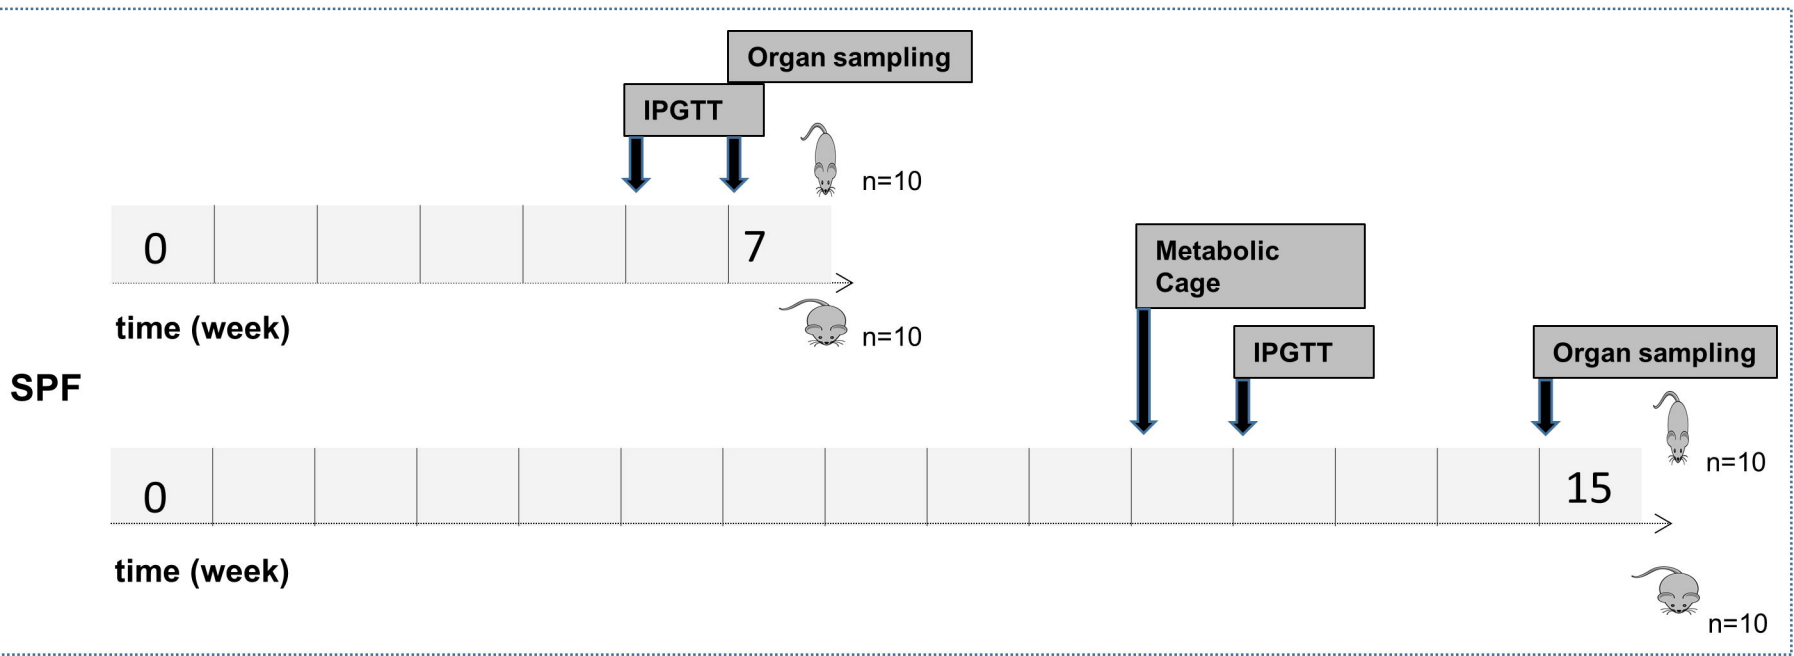 Organ sampling
IPGTT
n=10
0
7
time (week)
n=10
Metabolic
Cage
IPGTT
Organ sampling
SPF
n=10
0
15
time (week)
n=10